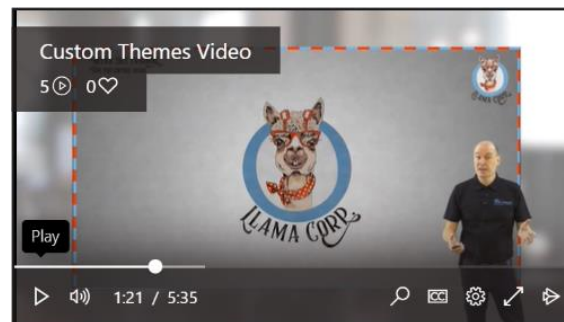 Custom Themes Video
5 0
LLAMA CORP
Play
1:21 / 5:35
CC